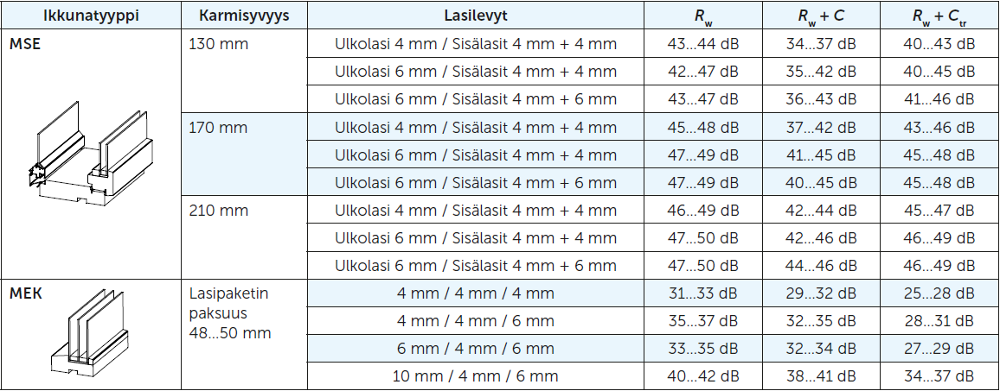 Ikkunatyyppi Karmisyvyys Lasilevyt Rw Rw + C Rw + Ctr
MSE 130 mm Ulkolasi 4 mm / Sisälasit 4 mm + 4 mm 43...44 dB 34...37 dB 40...43 dB
Ulkolasi 6 mm / Sisälasit 4 mm + 4 mm 42...47 dB 35...42 dB 40...45 dB
Ulkolasi 6 mm / Sisälasit 4 mm + 6 mm 43...47 dB 36...43 dB 41...46 dB
170 mm Ulkolasi 4 mm / Sisälasit 4 mm + 4 mm 45...48 dB 37...42 dB 43...46 dB
Ulkolasi 6 mm / Sisälasit 4 mm + 4 mm 47...49 dB 41...45 dB 45...48 dB
Ulkolasi 6 mm / Sisälasit 4 mm + 6 mm 47...49 dB 40...45 dB 45...48 dB
210 mm Ulkolasi 4 mm / Sisälasit 4 mm + 4 mm 46...49 dB 42...44 dB 45...47 dB
Ulkolasi 6 mm / Sisälasit 4 mm + 4 mm 47...50 dB 42...46 dB 46...49 dB
Ulkolasi 6 mm / Sisälasit 4 mm + 6 mm 47...50 dB 44...46 dB 46...49 dB
MEK Lasipaketin 4 mm / 4 mm / 4 mm 31...33 dB 29...32 dB 25...28 dB
paksuus 4 mm / 4 mm / 6 mm 35...37 dB 32...35 dB 28...31 dB
48...50 mm 6 mm / 4 mm / 6 mm 33...35 dB 32...34 dB 27...29 dB
10 mm / 4 mm / 6 mm 40...42 dB 38...41 dB 34...37 dB